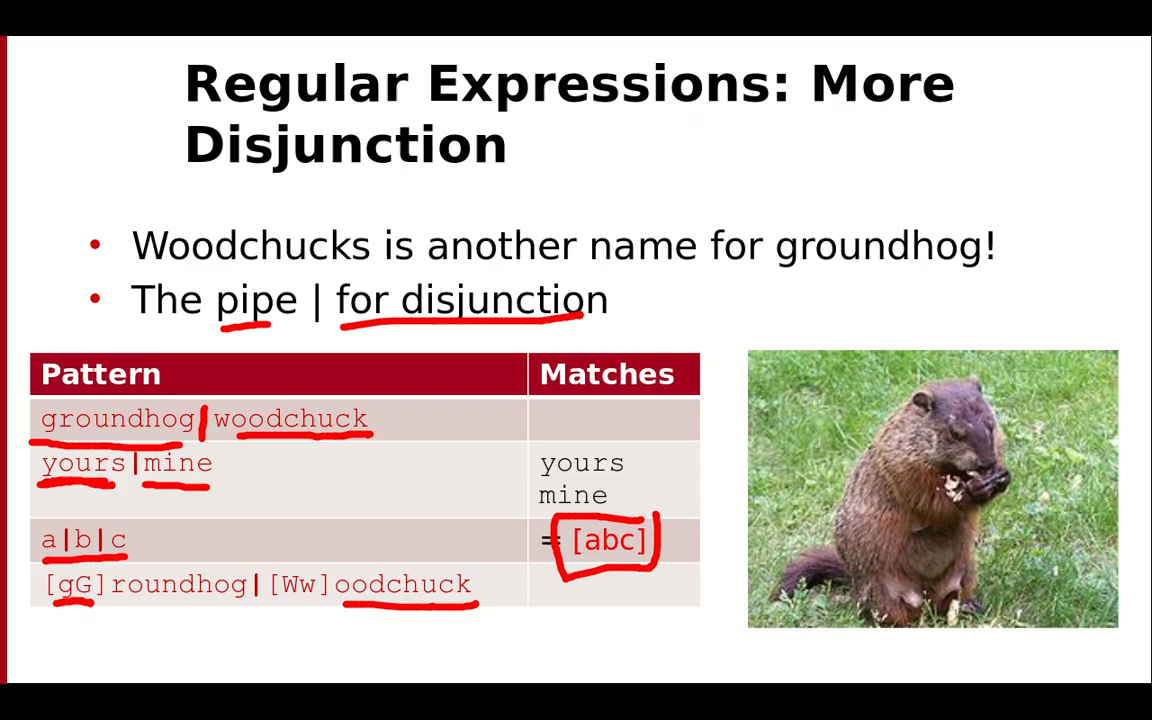 Regular Expressions: More
Disjunction
• Woodchucks is another name for groundhog!
• The pipe | for disjunction
Pattern Matches
groundhog|woodchuck
yours|mine yours
mine
a|b|c = [abc]
[gG]roundhog|[Ww]oodchuck